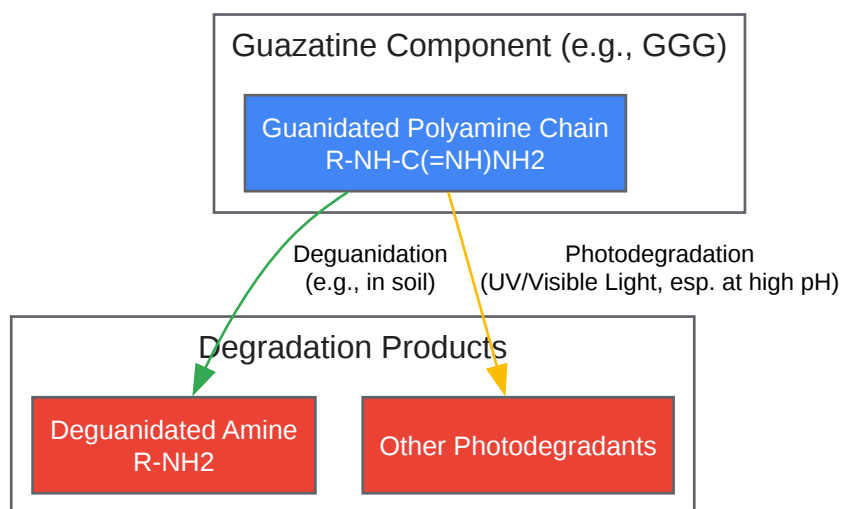 Guazatine Component (e.g., GGG)
Guanidated Polyamine Chain
R-NH-C(=NH)NH2
Deguanidation
(e.g., in soil)
Photodegradation
(UV/Visible Light, esp. at high pH)
Degradation Products
Deguanidated Amine
R-NH2
Other Photodegradants